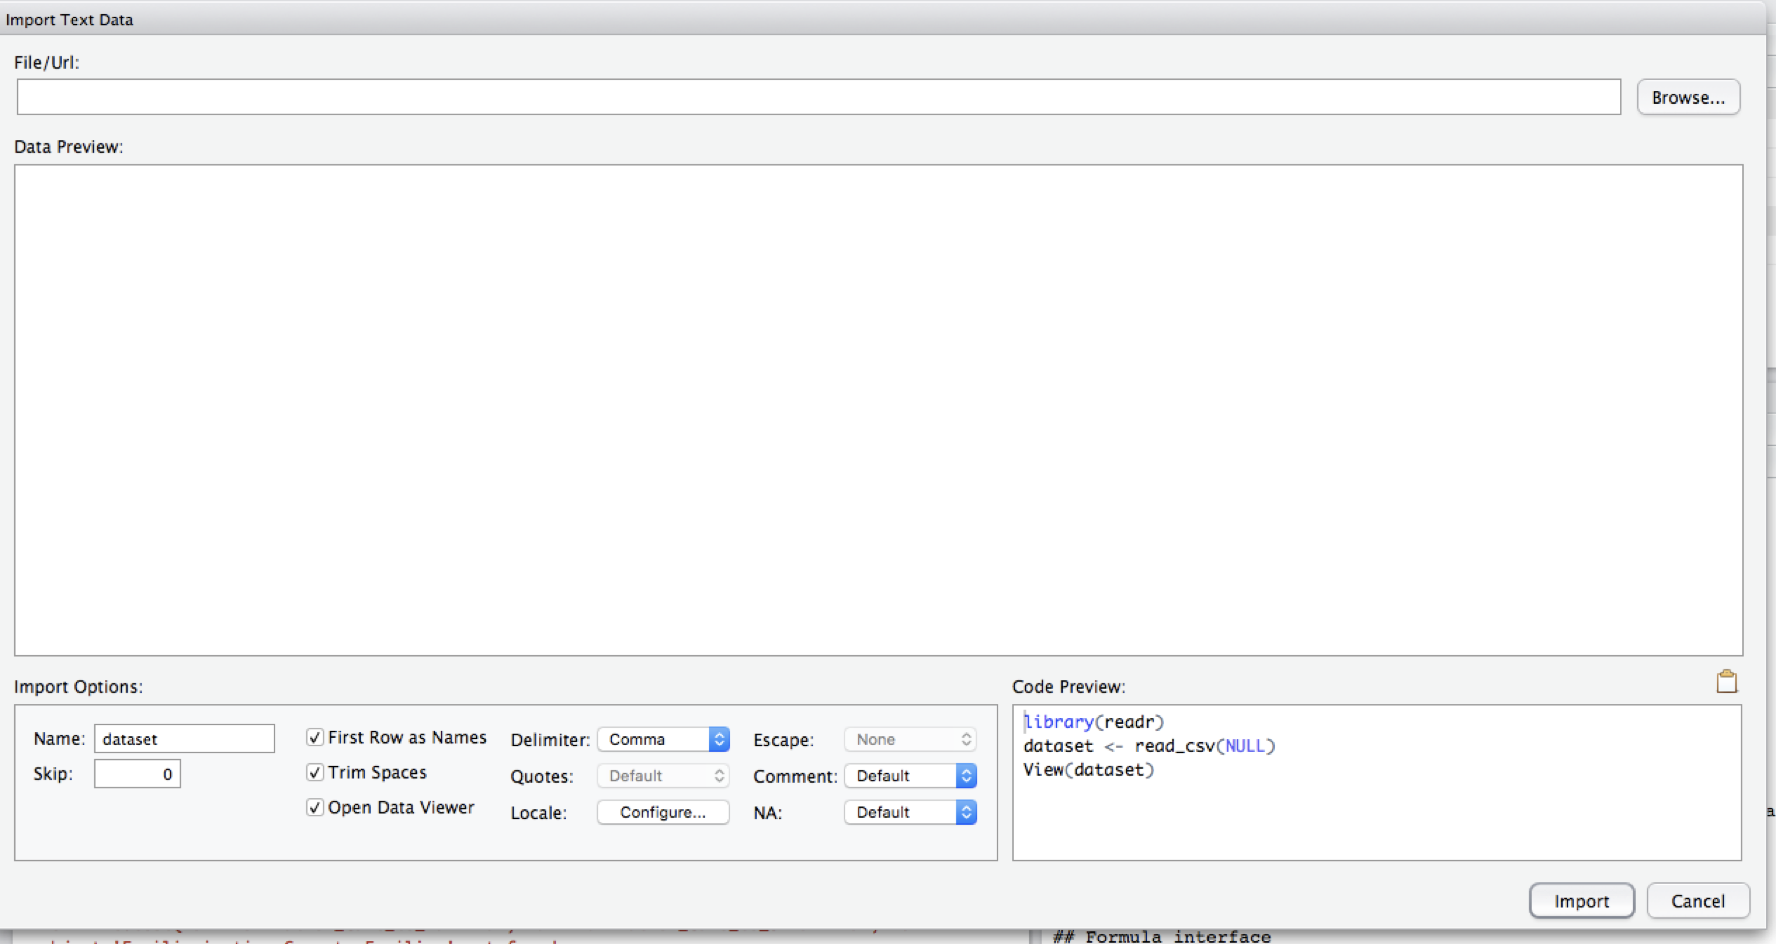 Import Text Data
File/Url:
Browse...
Data Preview:
Import Options:
Code Preview:
Name: dataset
Skip: 0
First Row as Names
Trim Spaces
Open Data Viewer
Delimiter: Comma
Quotes: Default
Locale: Configure...
Escape: None
Comment: Default
NA: Default
library(readr)
dataset <- read_csv(NULL)
View(dataset)
Import
Cancel
## Formula interface